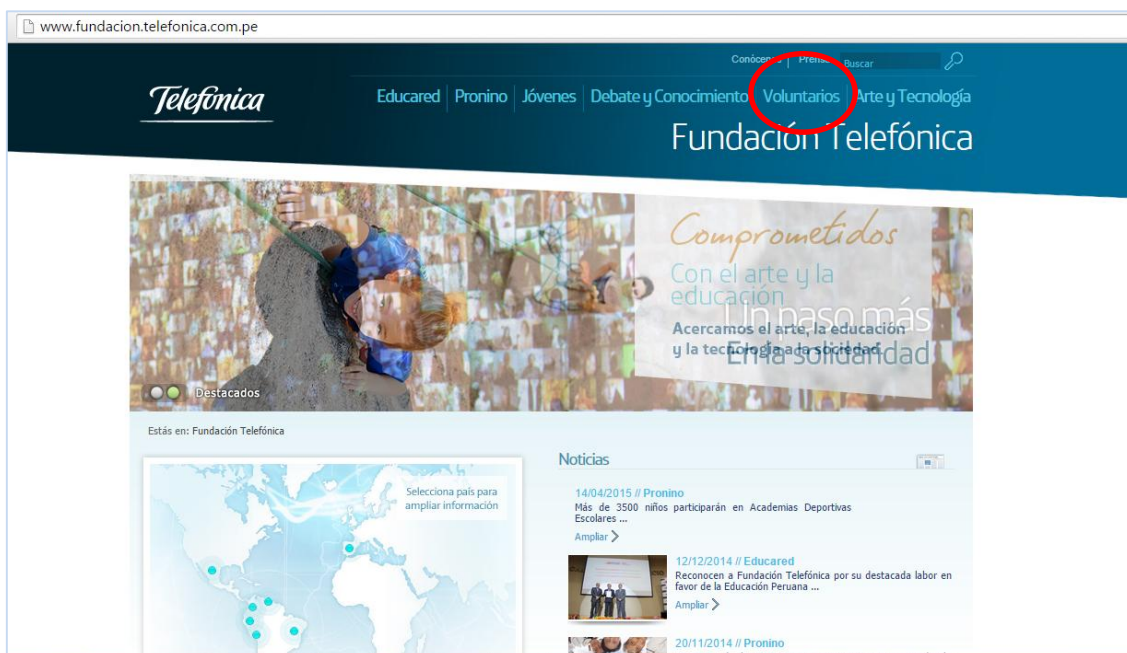 www.fundacion.telefonica.com.pe
Conócenos | Prensa Buscar
Telefónica
Educared | Pronino | Jóvenes | Debate y Conocimiento | Voluntarios | Arte y Tecnología
Fundación Telefónica
Comprometidos
Con el arte y la
educación
Un paso más
Acercamos el arte, la educación
y la tecnología a la sociedad.
En la solidaridad
Destacados
Estás en: Fundación Telefónica
Selecciona país para
ampliar información
Noticias
14/04/2015 // Pronino
Más de 3500 niños participarán en Academias Deportivas
Escolares ...
Ampliar
12/12/2014 // Educared
Reconocen a Fundación Telefónica por su destacada labor en
favor de la Educación Peruana ...
Ampliar
20/11/2014 // Pronino